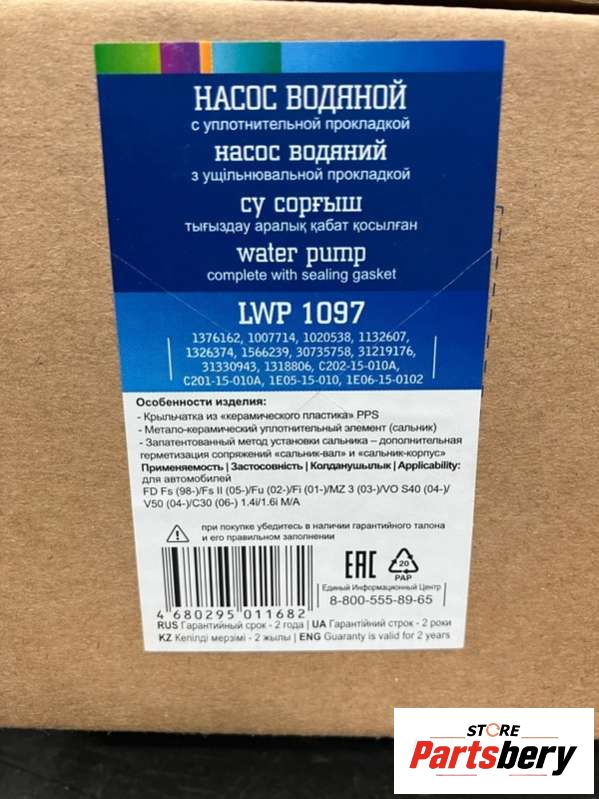 НАСОС ВОДЯНОЙ
с уплотнительной прокладкой
насос водяний
з ущільнювальной прокладкой
су сорғыш
тығыздау аралық қабат қосылған
water pump
complete with sealing gasket
LWP 1097
1376162, 1007714, 1020538, 1132607,
1326374, 1566239, 30735758, 31219176,
31330943, 1318806, C202-15-010A,
C201-15-010A, 1E05-15-010, 1E06-15-0102
Особенности изделия:
- Крыльчатка из «керамического пластика» PPS
- Метало-керамический уплотнительный элемент (сальник)
- Запатентованный метод установки сальника – дополнительная
герметизация сопряжений «сальник-вал» и «сальник-корпус»
Применяемость | Застосовність | Колданушылык | Applicability:
для автомобилей
FD Fs (98-)/Fs II (05-)/Fu (02-)/Fi (01-)/MZ 3 (03-)/VO S40 (04-)/
V50 (04-)/C30 (06-) 1.4i/1.6i M/A
при покупке убедитесь в наличии гарантийного талона
и его правильном заполнении
EAC
20
PAP
Единый Информационный Центр
8-800-555-89-65
4 680295 011682
RUS Гарантийный срок - 2 года | UA Гарантійний строк - 2 роки
KZ Кепілді мерзімі - 2 жылы | ENG Guaranty is valid for 2 years
STORE
Partsbery